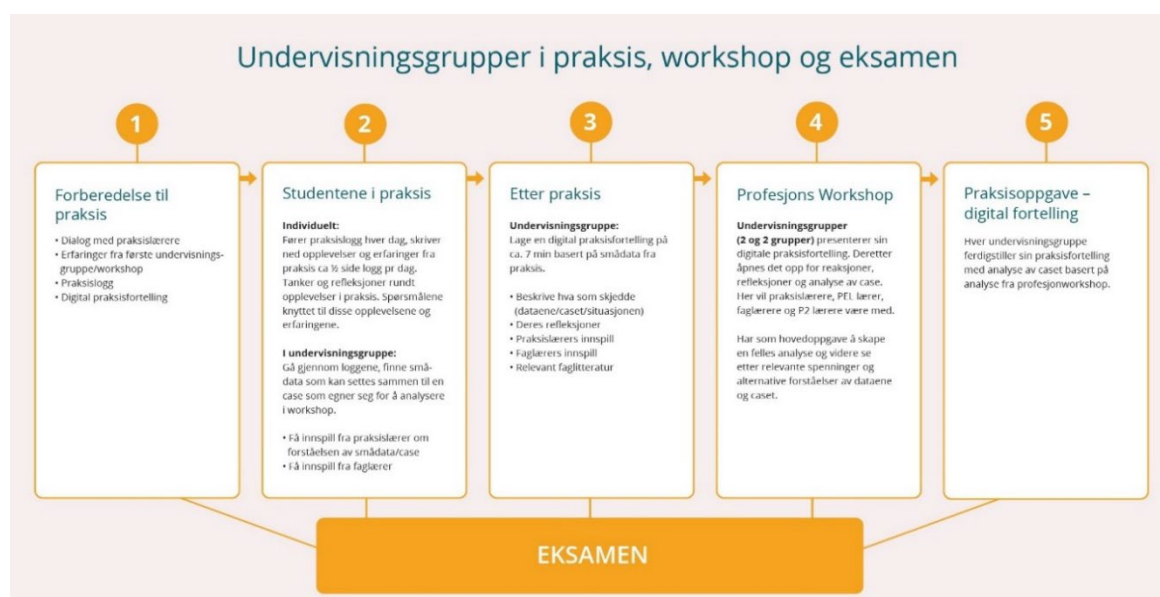 Undervisningsgrupper i praksis, workshop og eksamen
1
Forberedelse til
praksis
• Dialog med praksislærere
• Erfaringer fra første undervisnings-
gruppe/workshop
• Praksislogg
• Digital praksisfortelling
2
Studentene i praksis
Individuelt:
Fører praksislogg hver dag, skriver
ned opplevelser og erfaringer fra
praksis ca ½ side logg pr dag.
Tanker og refleksjoner rundt
opplevelser i praksis. Spørsmålene
knyttet til disse opplevelsene og
erfaringene.
I undervisningsgruppe:
Gå gjennom loggene, finne små-
data som kan settes sammen til en
case som egner seg for å analysere
i workshop.
• Få innspill fra praksislærer om
forståelsen av smådata/case
• Få innspill fra faglærer
3
Etter praksis
Undervisningsgruppe:
Lage en digital praksisfortelling på
ca. 7 min basert på smådata fra
praksis.
• Beskrive hva som skjedde
(dataene/caset/situasjonen)
• Deres refleksjoner
• Praksislærers innspill
• Faglærers innspill
• Relevant faglitteratur
4
Profesjons Workshop
Undervisningsgrupper
(2 og 2 grupper) presenterer sin
digitale praksisfortelling. Deretter
åpnes det opp for reaksjoner,
refleksjoner og analyse av case.
Her vil praksislærere, PEL lærer,
faglærere og P2 lærere være med.
Har som hovedoppgave å skape
en felles analyse og videre se
etter relevante spenninger og
alternative forståelser av dataene
og caset.
5
Praksisoppgave –
digital fortelling
Hver undervisningsgruppe
ferdigstiller sin praksisfortelling
med analyse av caset basert på
analyse fra profesjonworkshop.
EKSAMEN